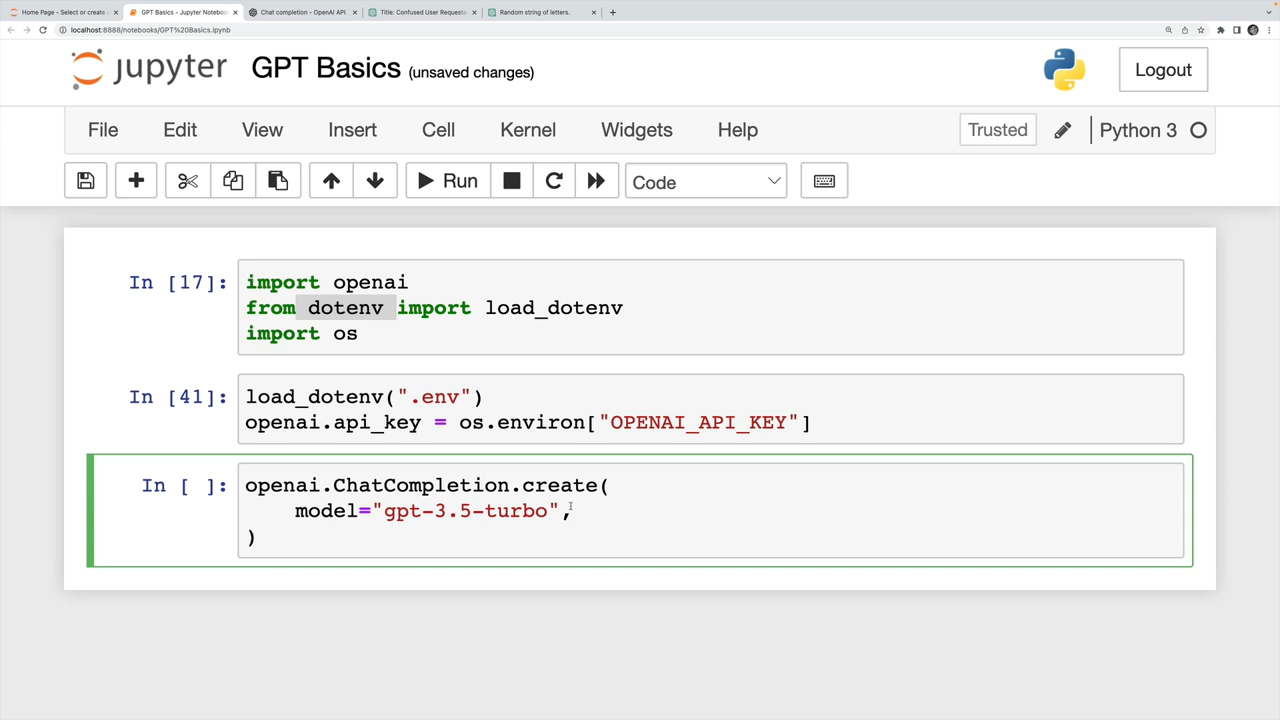 Home Page - Select or create
GPT Basics - Jupyter Notebook
Chat completion - OpenAI API
Title: Confused User Requeste
Random string of letters.
localhost:8888/notebooks/GPT%20Basics.ipynb
jupyter GPT Basics (unsaved changes) Logout
File Edit View Insert Cell Kernel Widgets Help Trusted Python 3
Run Code
In [17]: import openai
from dotenv import load_dotenv
import os
In [41]: load_dotenv(".env")
openai.api_key = os.environ["OPENAI_API_KEY"]
In [ ]: openai.ChatCompletion.create(
model="gpt-3.5-turbo",
)